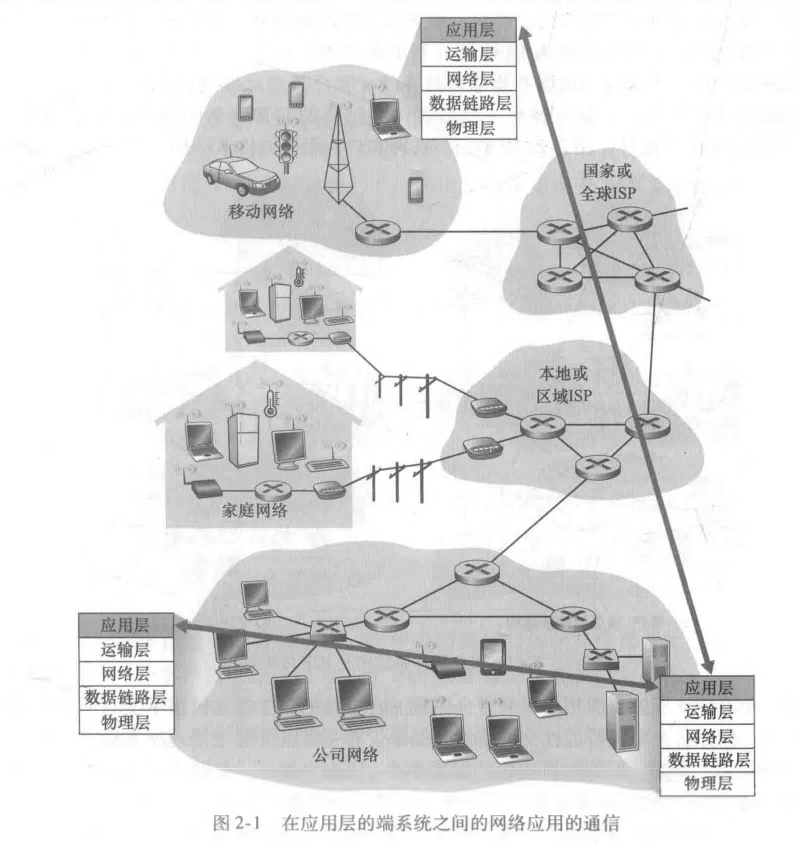 应用层
运输层
网络层
数据链路层
物理层
国家或
全球ISP
移动网络
本地或
区域ISP
家庭网络
应用层
运输层
网络层
数据链路层
物理层
应用层
运输层
网络层
数据链路层
物理层
公司网络
图 2-1 在应用层的端系统之间的网络应用的通信